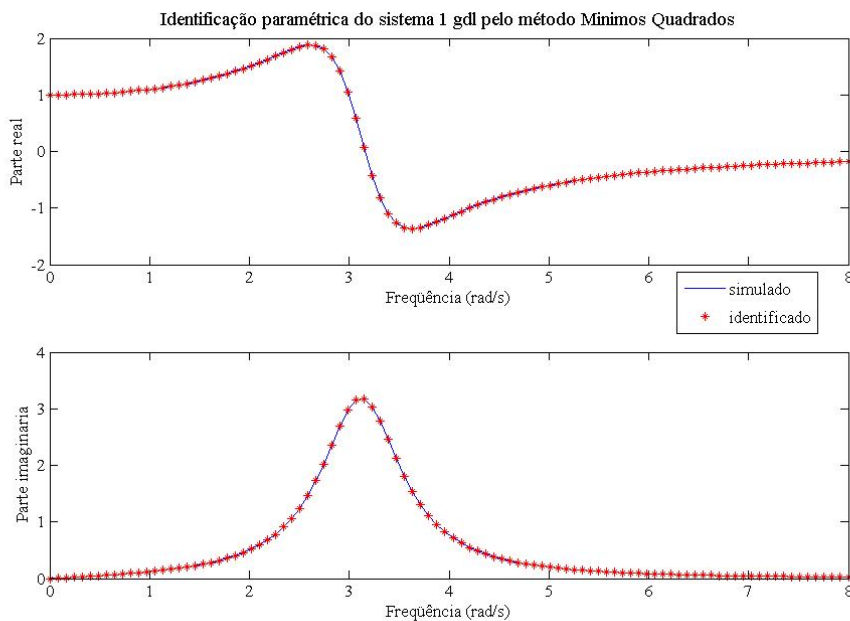 Identificação paramétrica do sistema 1 gdl pelo método Minimos Quadrados
2
1
0
-1
-2
Parte real
0 1 2 3 4 5 6 7 8
Freqüência (rad/s)
simulado
identificado
4
3
2
1
0
Parte imaginaria
0 1 2 3 4 5 6 7 8
Freqüência (rad/s)